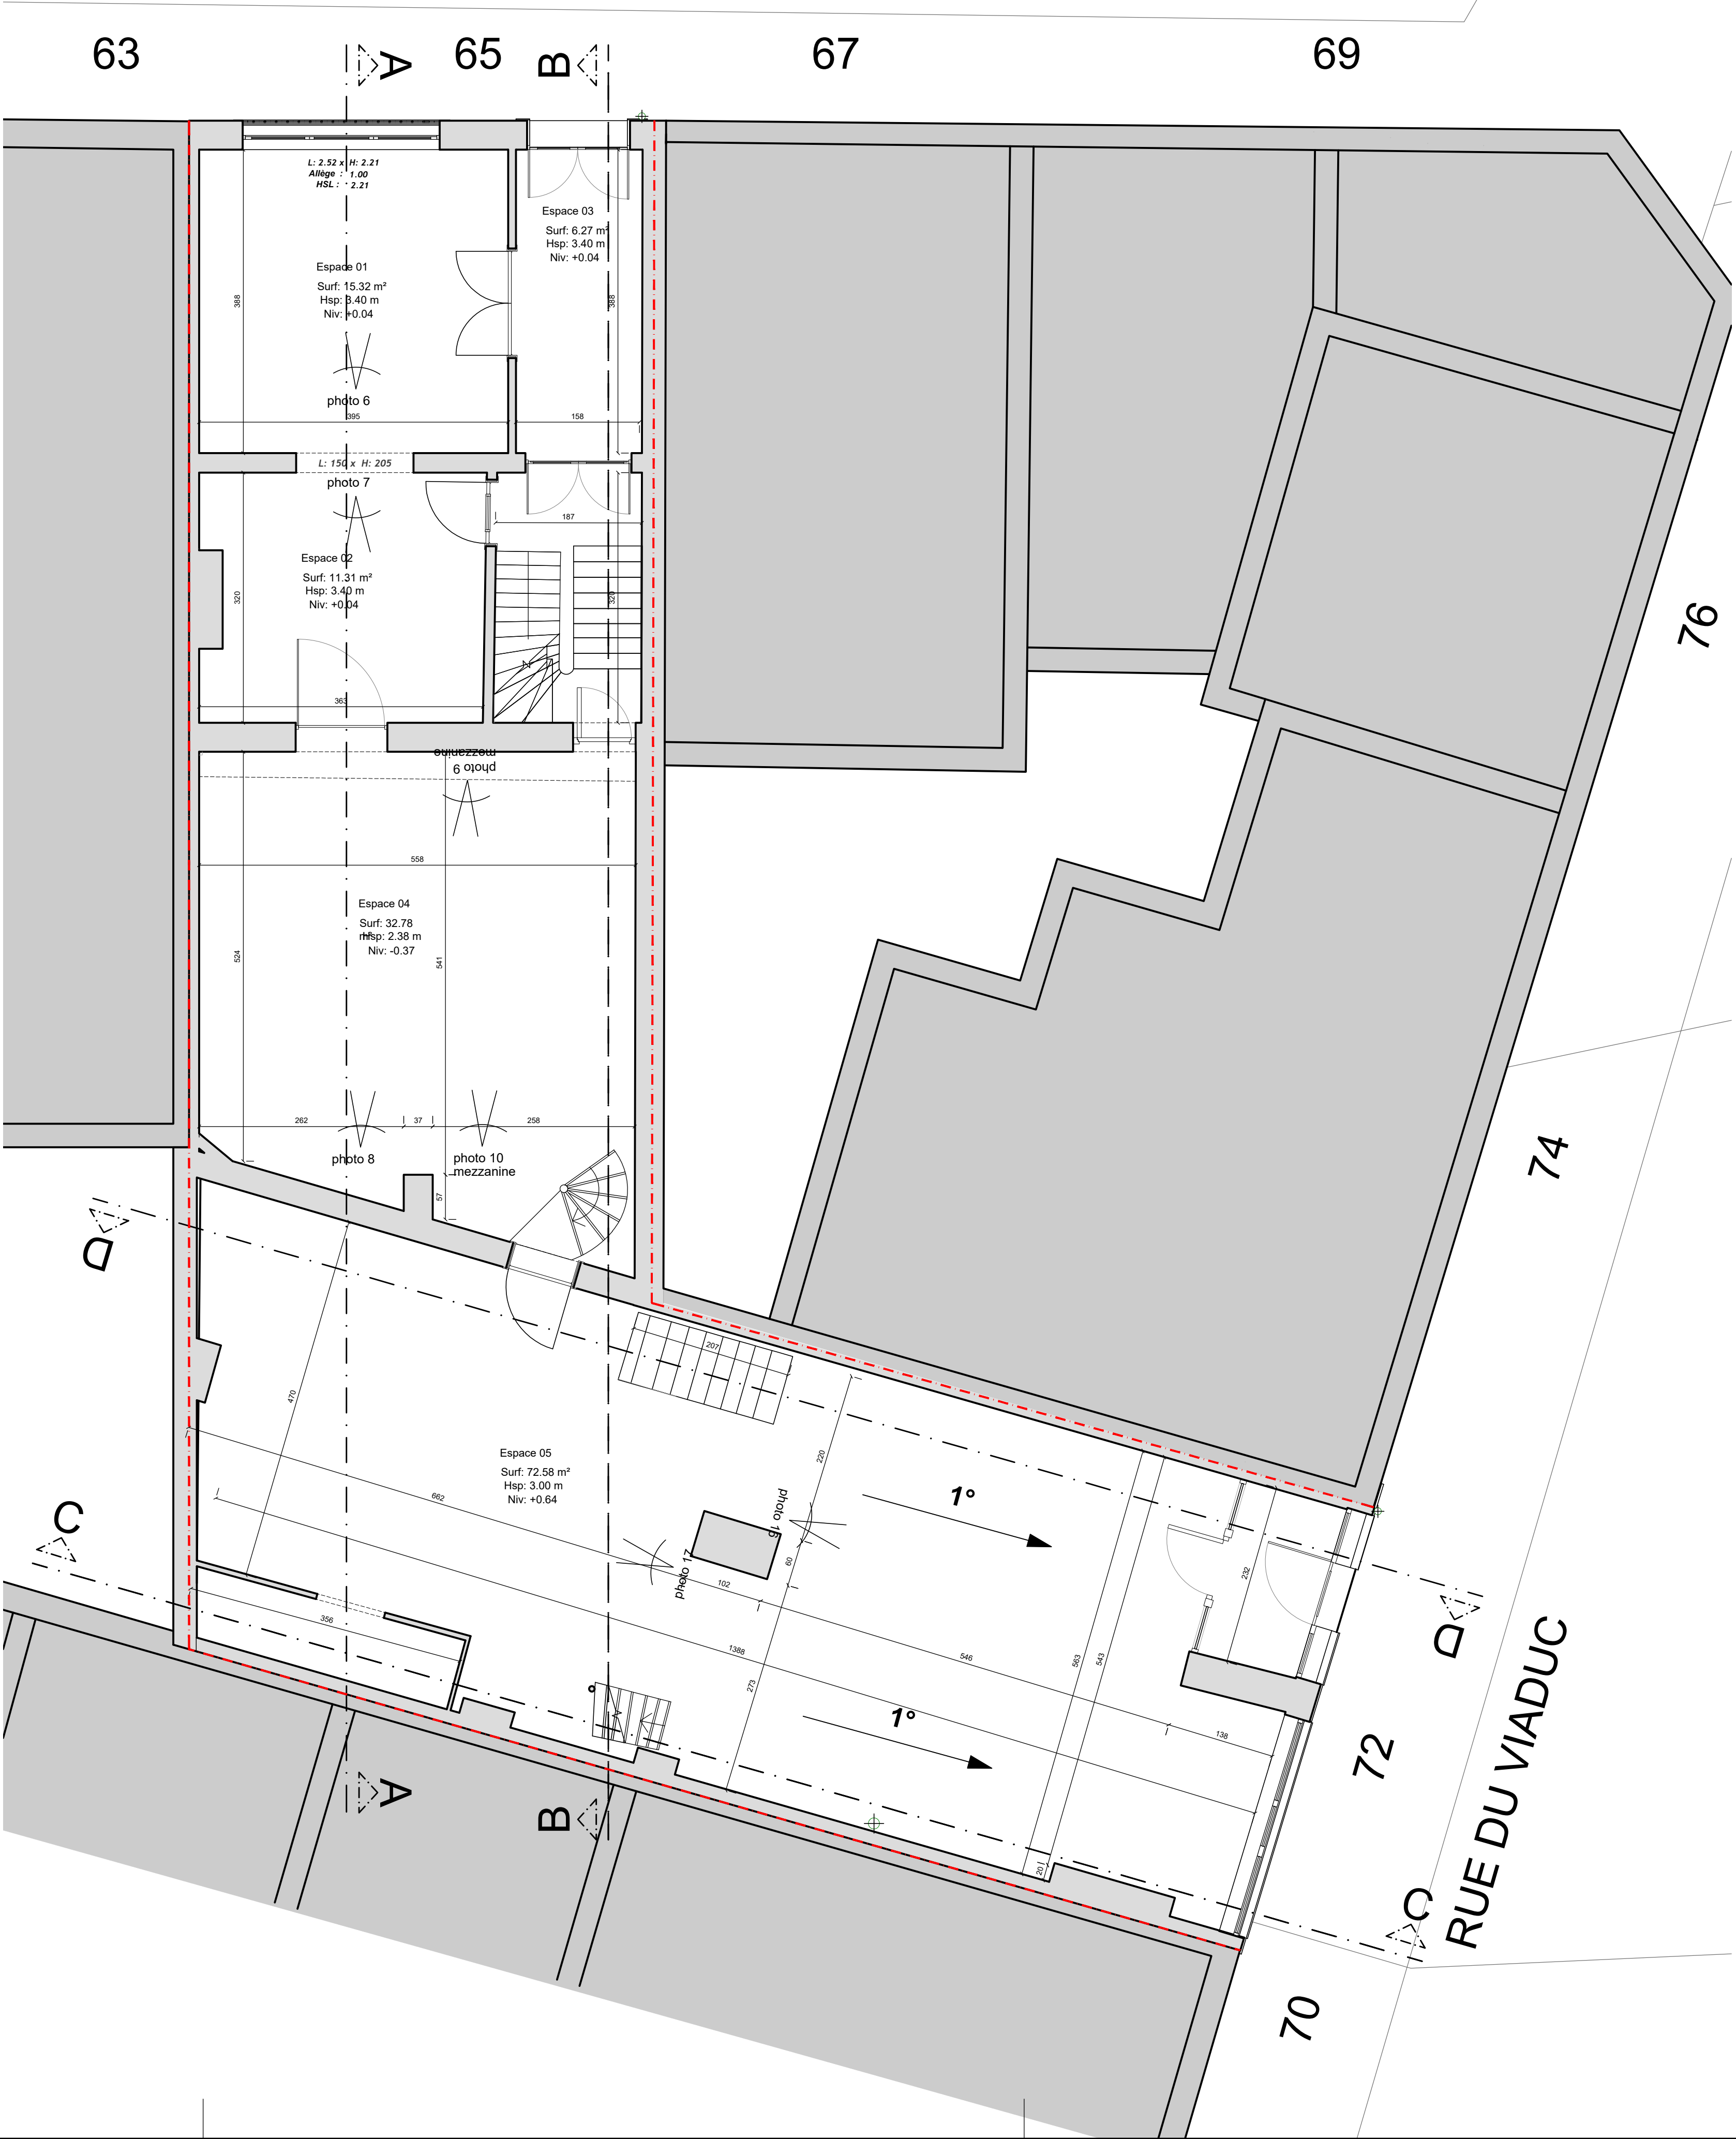 63
A
65
B
67
69
L: 2.52 x H: 2.21
Allège : 1.00
HSL : 2.21
Espace 03
Surf: 6.27 m²
Hsp: 3.40 m
Niv: +0.04
Espace 01
Surf: 15.32 m²
Hsp: 3.40 m
Niv: +0.04
388
388
photo 6
395
158
L: 150 x H: 205
photo 7
187
Espace 02
Surf: 11.31 m²
Hsp: 3.40 m
Niv: +0.04
320
320
76
363
photo 9
mezzanine
558
Espace 04
Surf: 32.78
m²
Hsp: 2.38 m
Niv: -0.37
524
541
262
37
258
photo 8
photo 10
mezzanine
57
74
D
207
470
220
Espace 05
Surf: 72.58 m²
Hsp: 3.00 m
Niv: +0.64
662
1°
photo 16
photo 17
60
102
232
C
356
1388
546
563
543
273
D
1°
138
72
RUE DU VIADUC
A
B
201
C
70